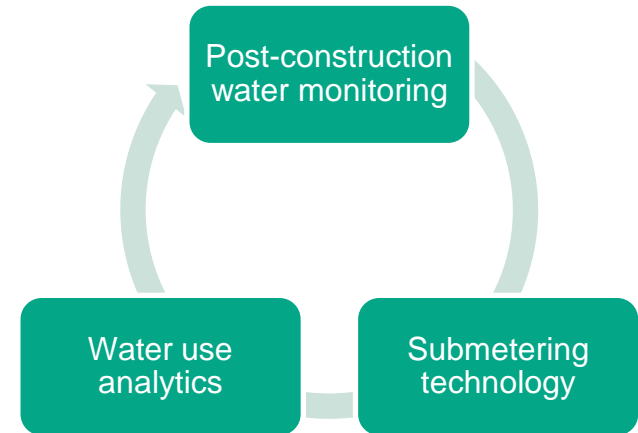 Post-construction
water monitoring
Water use
analytics
Submetering
technology